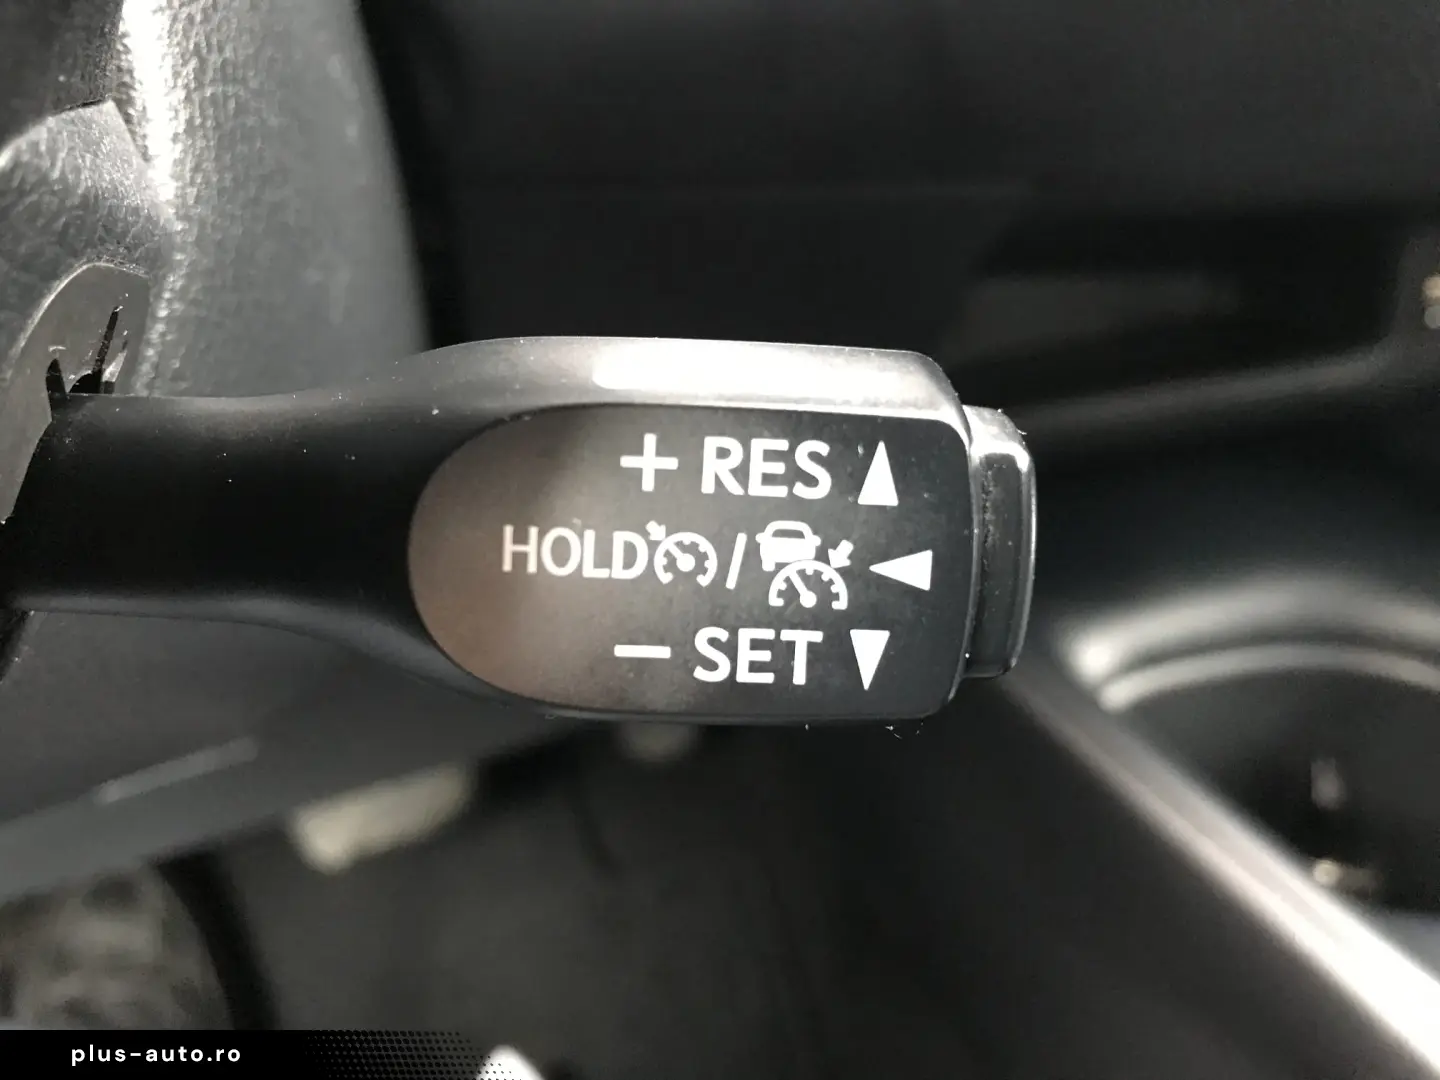 + RES ▲
HOLD / ◀
− SET ▼
plus-auto.ro